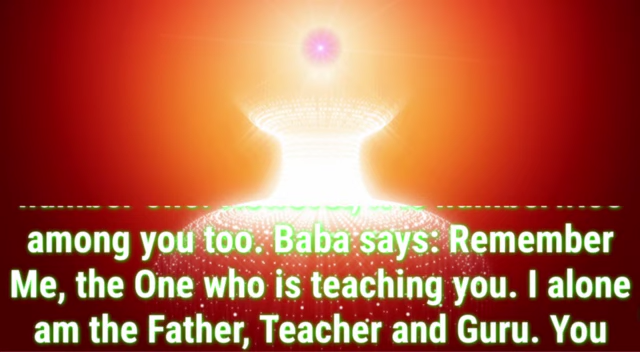 among you too. Baba says: Remember
Me, the One who is teaching you. I alone
am the Father, Teacher and Guru. You